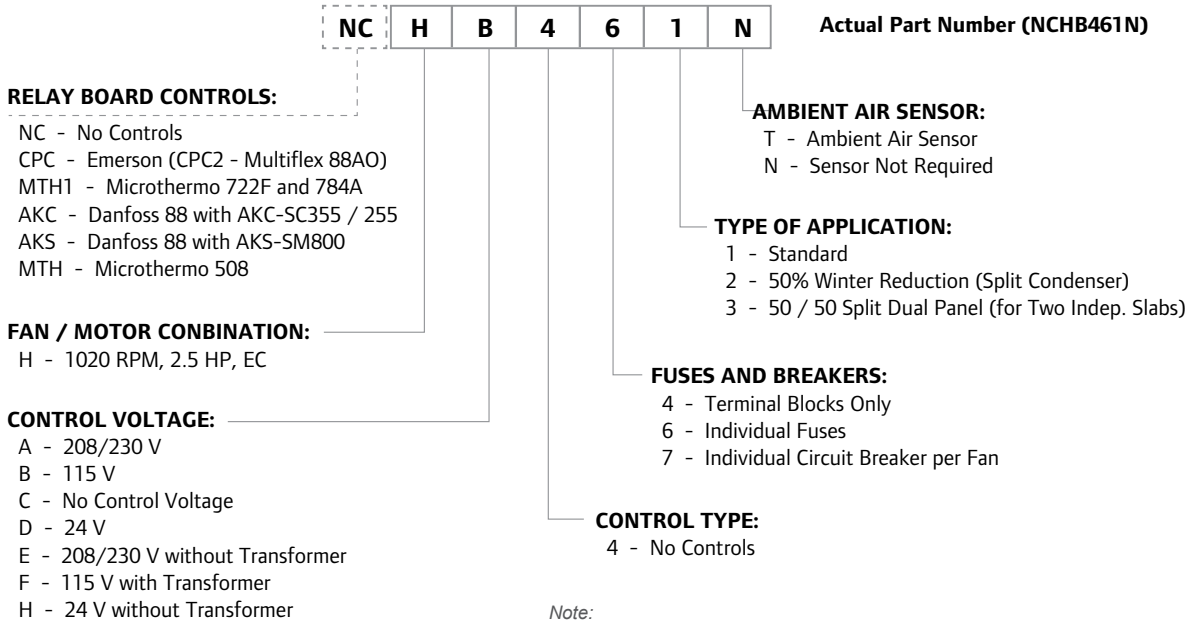 NC H B 4 6 1 N
Actual Part Number (NCHB461N)
RELAY BOARD CONTROLS:
NC - No Controls
CPC - Emerson (CPC2 - Multiflex 88AO)
MTH1 - Microthermo 722F and 784A
AKC - Danfoss 88 with AKC-SC355 / 255
AKS - Danfoss 88 with AKS-SM800
MTH - Microthermo 508
FAN / MOTOR CONBINATION:
H - 1020 RPM, 2.5 HP, EC
CONTROL VOLTAGE:
A - 208/230 V
B - 115 V
C - No Control Voltage
D - 24 V
E - 208/230 V without Transformer
F - 115 V with Transformer
H - 24 V without Transformer
AMBIENT AIR SENSOR:
T - Ambient Air Sensor
N - Sensor Not Required
TYPE OF APPLICATION:
1 - Standard
2 - 50% Winter Reduction (Split Condenser)
3 - 50 / 50 Split Dual Panel (for Two Indep. Slabs)
FUSES AND BREAKERS:
4 - Terminal Blocks Only
6 - Individual Fuses
7 - Individual Circuit Breaker per Fan
CONTROL TYPE:
4 - No Controls
Note: